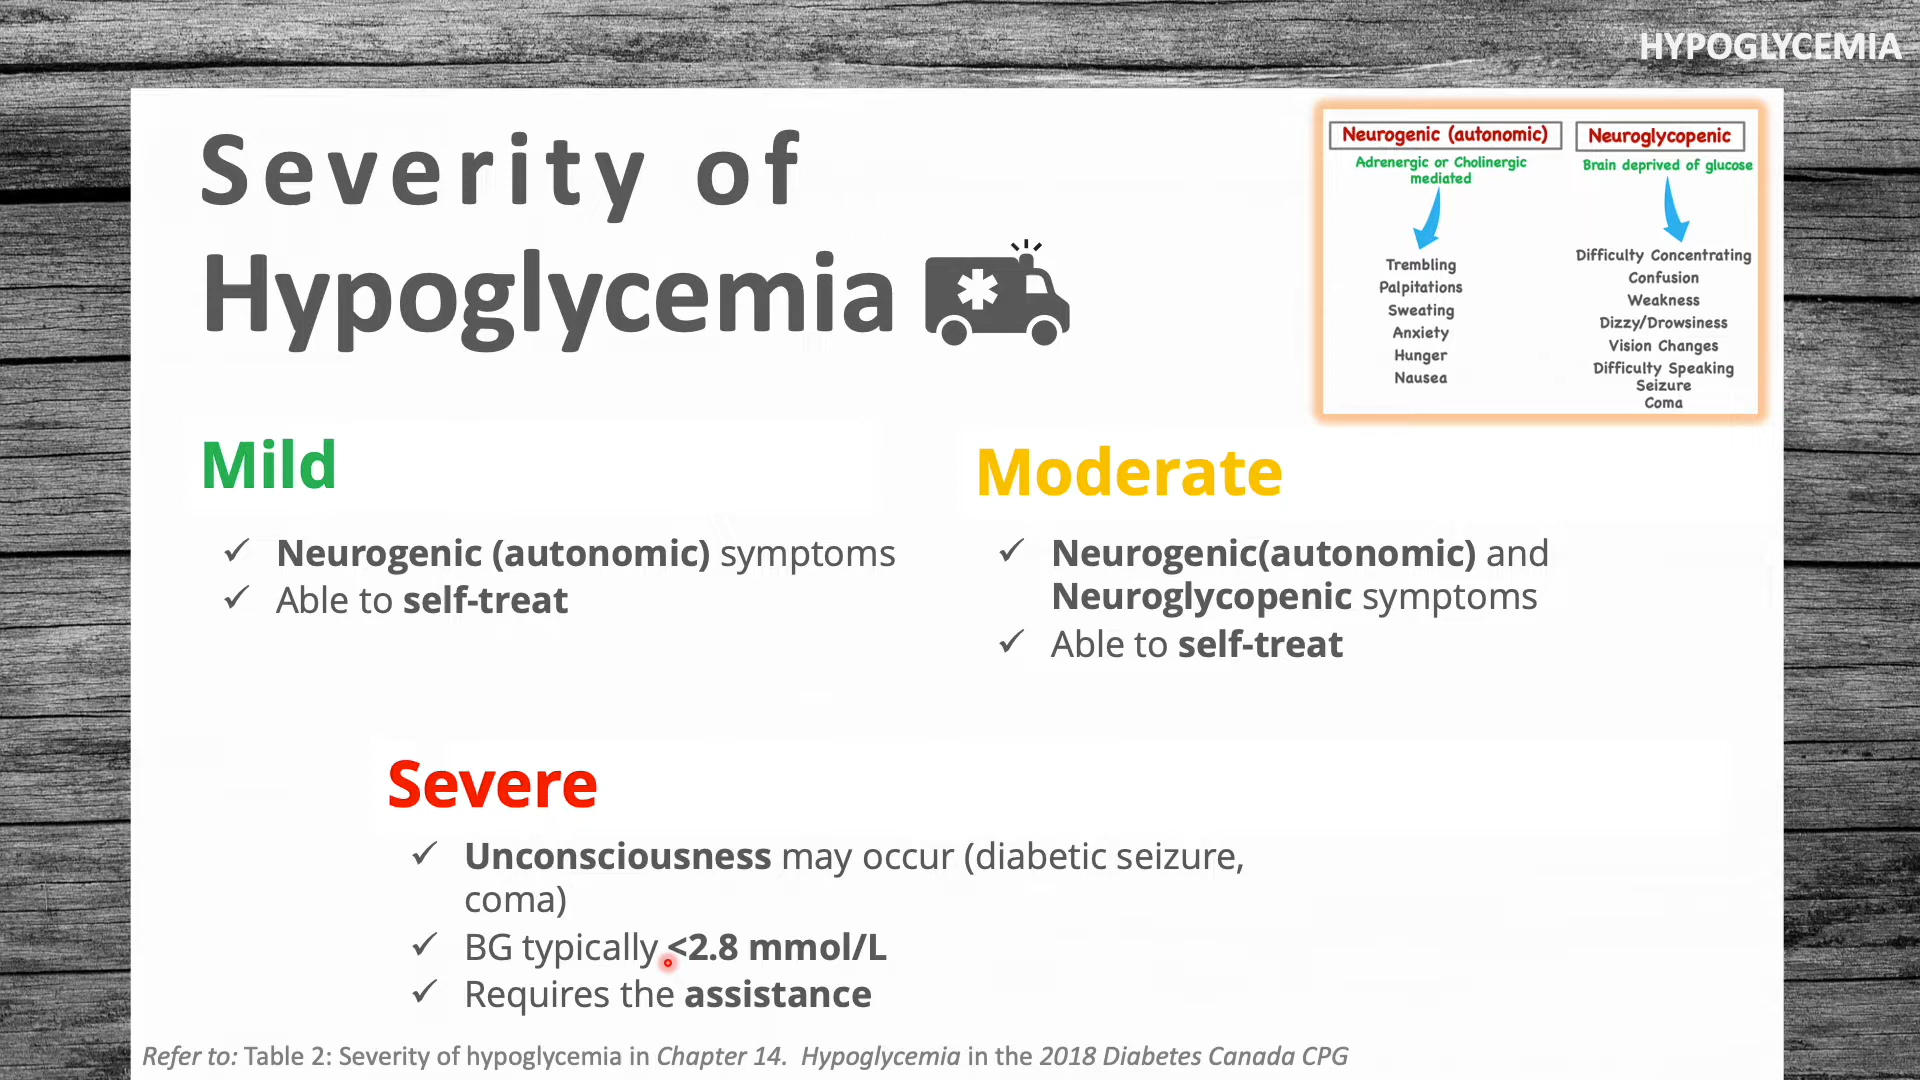 HYPOGLYCEMIA
Severity of
Hypoglycemia
Neurogenic (autonomic)
Adrenergic or Cholinergic
mediated
Trembling
Palpitations
Sweating
Anxiety
Hunger
Nausea
Neuroglycopenic
Brain deprived of glucose
Difficulty Concentrating
Confusion
Weakness
Dizzy/Drowsiness
Vision Changes
Difficulty Speaking
Seizure
Coma
Mild
✓ Neurogenic (autonomic) symptoms
✓ Able to self-treat
Moderate
✓ Neurogenic(autonomic) and
Neuroglycopenic symptoms
✓ Able to self-treat
Severe
✓ Unconsciousness may occur (diabetic seizure,
coma)
✓ BG typically <2.8 mmol/L
✓ Requires the assistance
Refer to: Table 2: Severity of hypoglycemia in Chapter 14. Hypoglycemia in the 2018 Diabetes Canada CPG